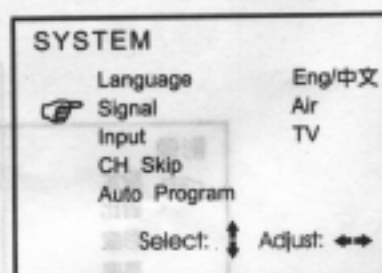 SYSTEM
Language Eng/中文
Signal Air
Input TV
CH Skip
Auto Program
Select: Adjust: